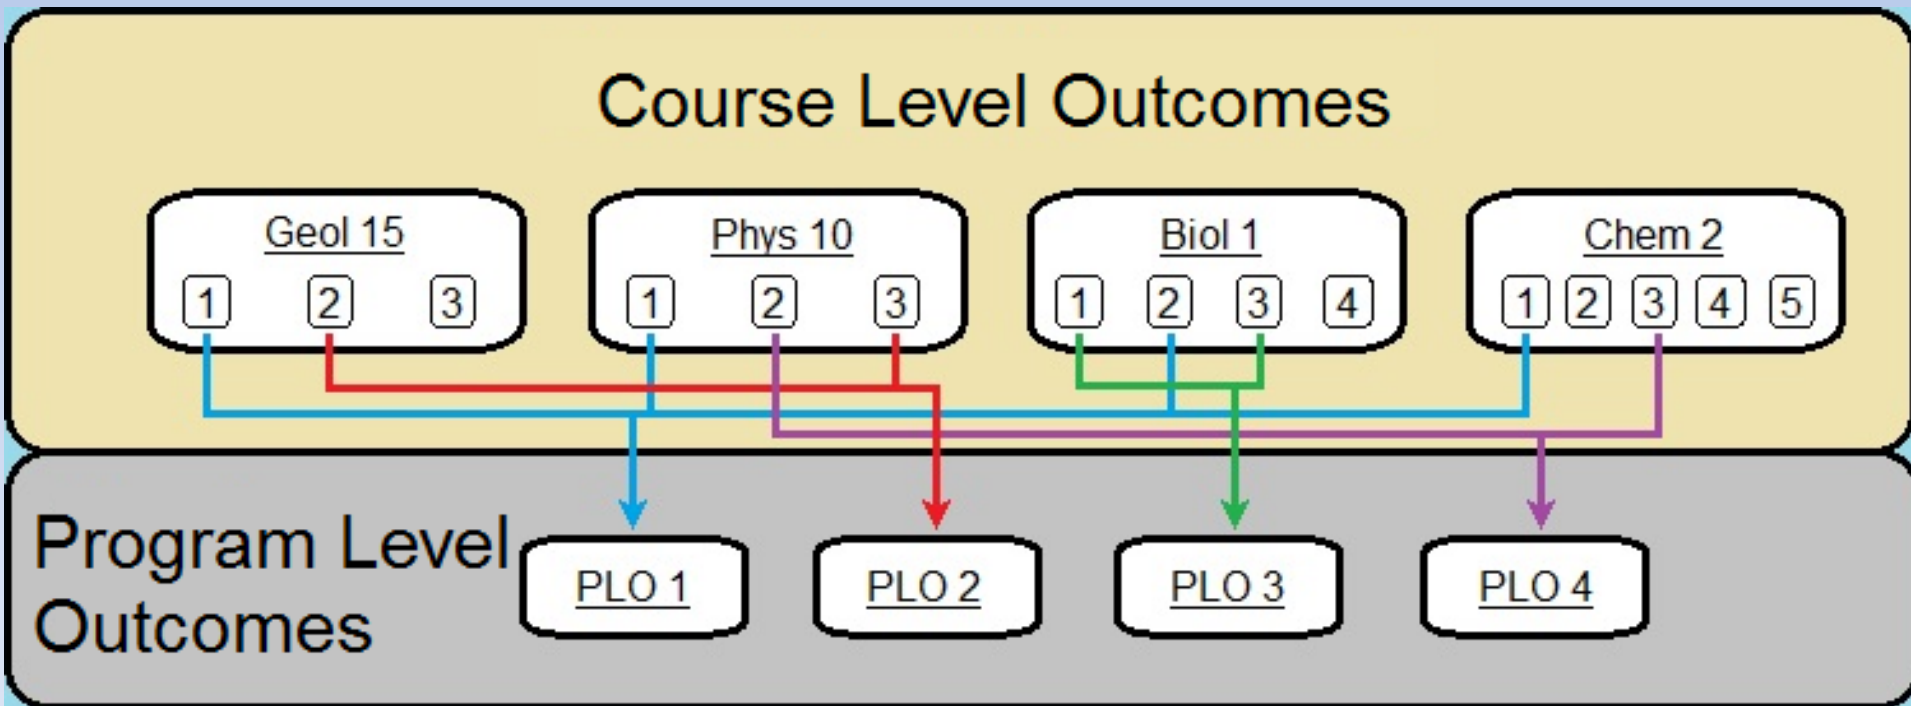 Course Level Outcomes
Geol 15
1 2 3
Phys 10
1 2 3
Biol 1
1 2 3 4
Chem 2
1 2 3 4 5
Program Level
Outcomes
PLO 1
PLO 2
PLO 3
PLO 4